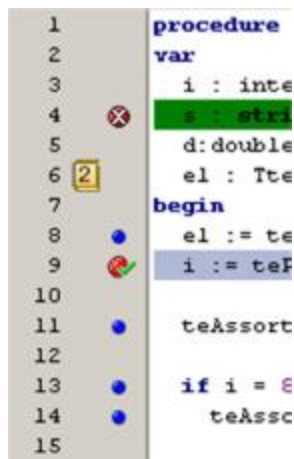 1 procedure
2 var
3 i : inte
4 s : stri
5 d:double
6 2 el : Tte
7 begin
8 el := te
9 i := teP
10
11 teAssort
12
13 if i = 8
14 teAsso
15